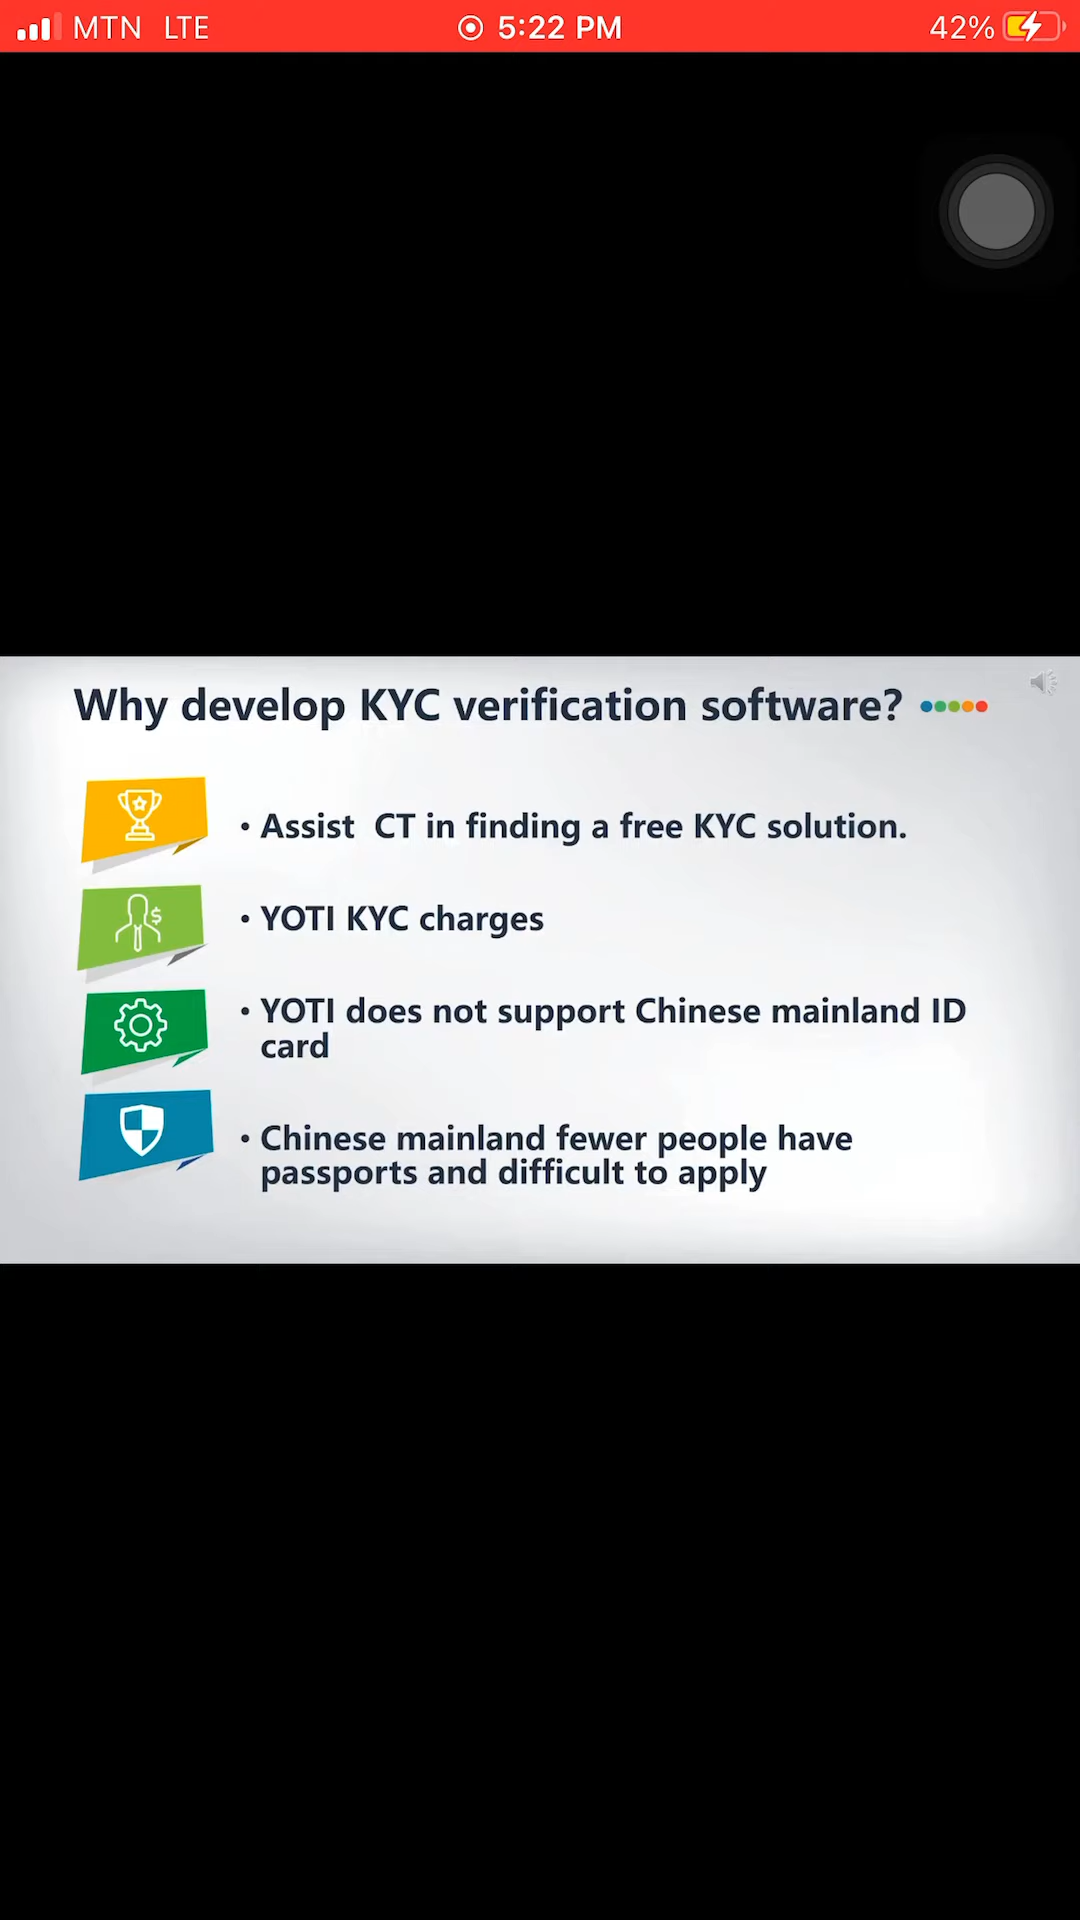 MTN LTE 5:22 PM 42%
Why develop KYC verification software?
• Assist CT in finding a free KYC solution.
• YOTI KYC charges
• YOTI does not support Chinese mainland ID
card
• Chinese mainland fewer people have
passports and difficult to apply